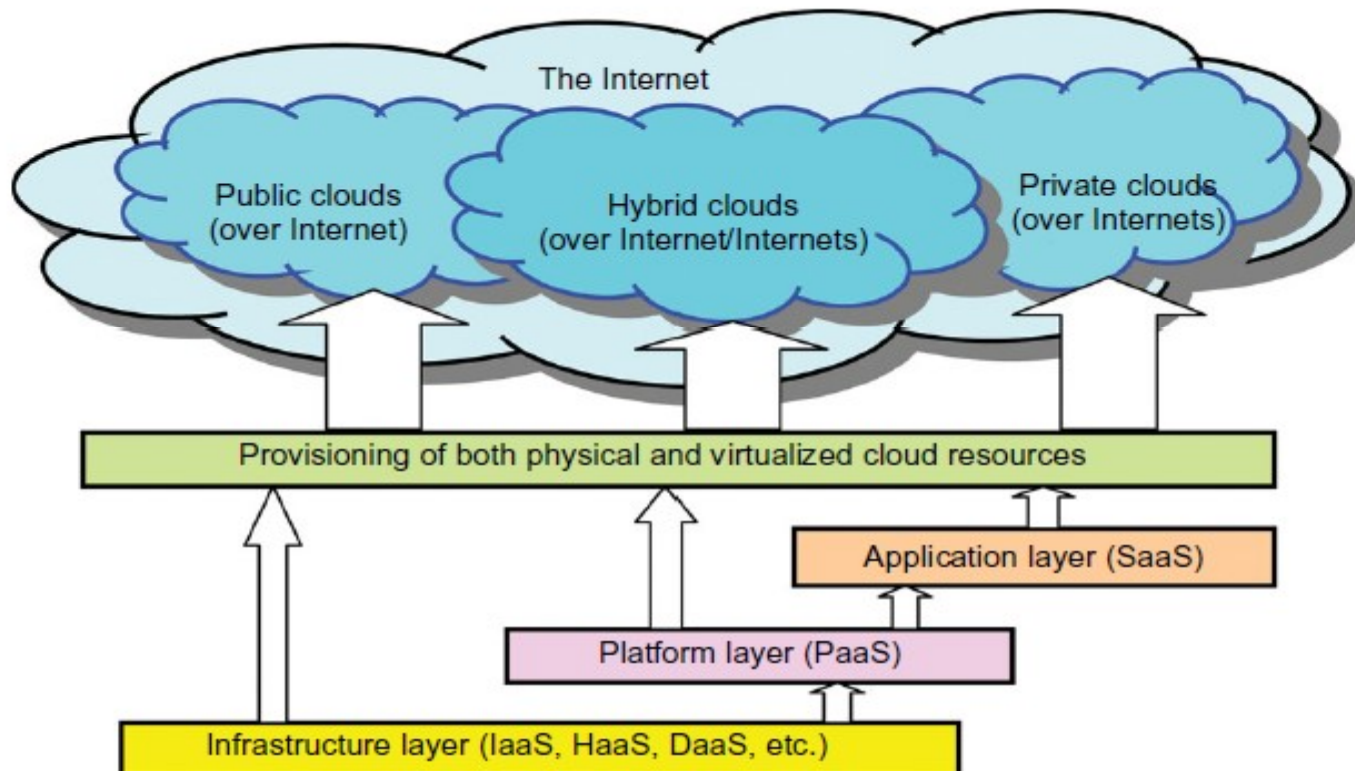 The Internet
Public clouds
(over Internet)
Hybrid clouds
(over Internet/Internets)
Private clouds
(over Internets)
Provisioning of both physical and virtualized cloud resources
Application layer (SaaS)
Platform layer (PaaS)
Infrastructure layer (IaaS, HaaS, DaaS, etc.)